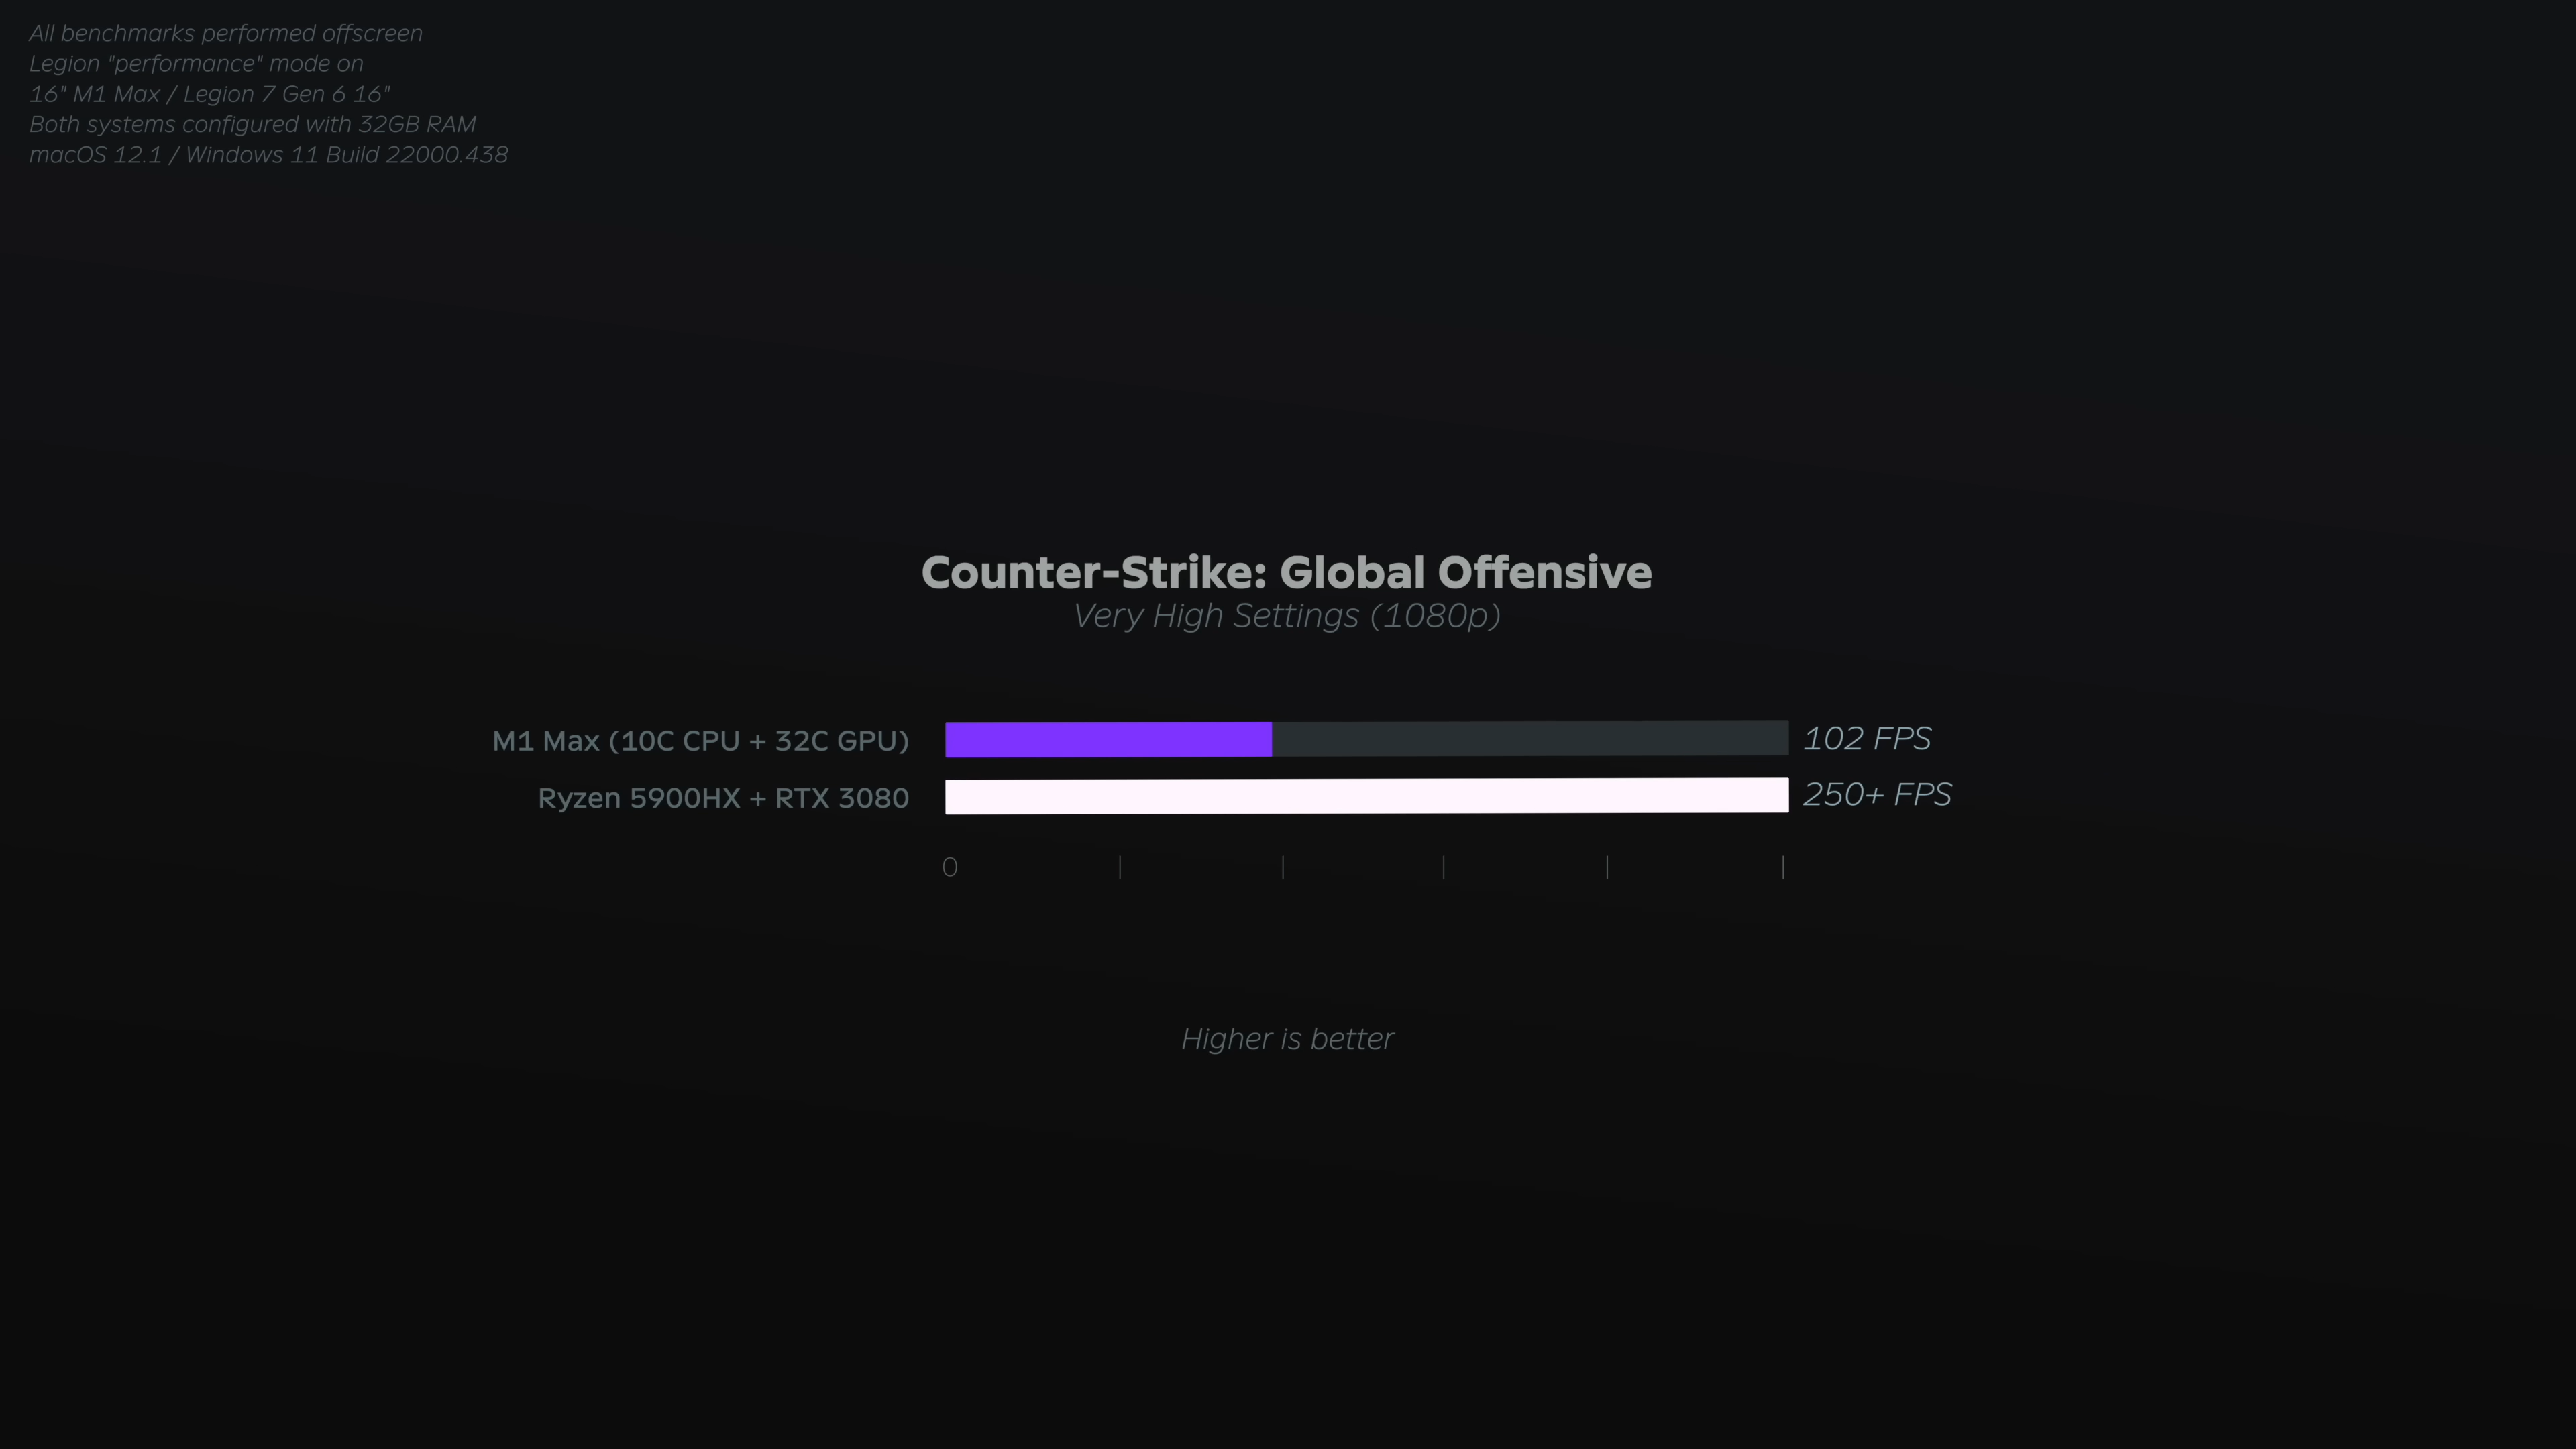 All benchmarks performed offscreen
Legion "performance" mode on
16" M1 Max / Legion 7 Gen 6 16"
Both systems configured with 32GB RAM
macOS 12.1 / Windows 11 Build 22000.438
Counter-Strike: Global Offensive
Very High Settings (1080p)
M1 Max (10C CPU + 32C GPU) 102 FPS
Ryzen 5900HX + RTX 3080 250+ FPS
0
Higher is better